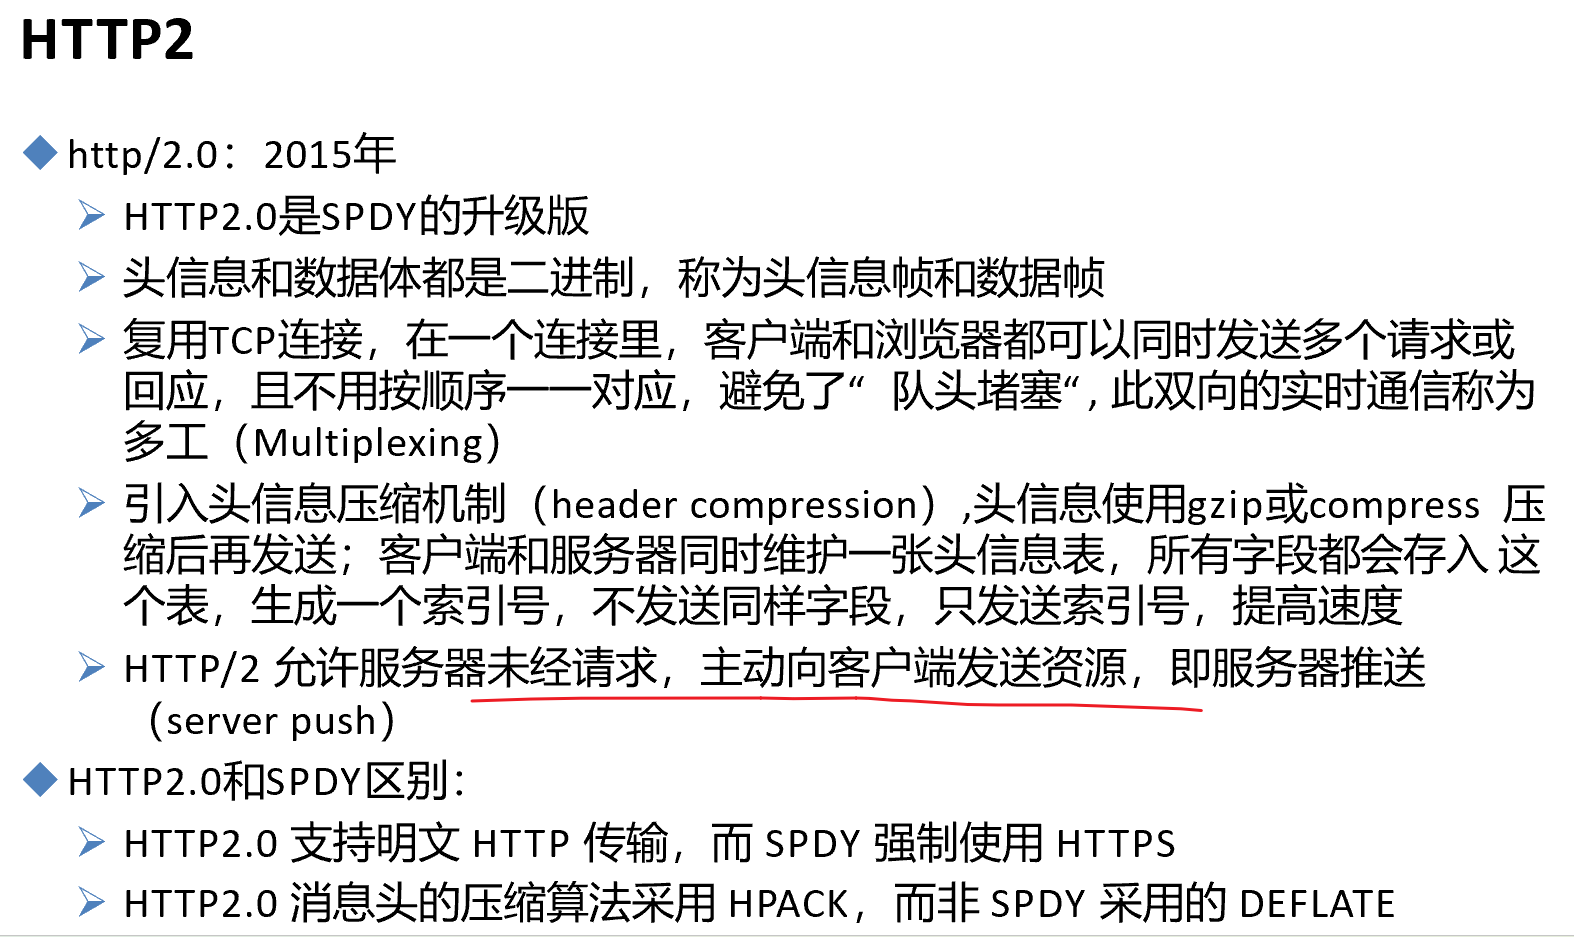 HTTP2
http/2.0：2015年
HTTP2.0是SPDY的升级版
头信息和数据体都是二进制，称为头信息帧和数据帧
复用TCP连接，在一个连接里，客户端和浏览器都可以同时发送多个请求或
回应，且不用按顺序一一对应，避免了“ 队头堵塞“, 此双向的实时通信称为
多工（Multiplexing）
引入头信息压缩机制（header compression）,头信息使用gzip或compress 压
缩后再发送；客户端和服务器同时维护一张头信息表，所有字段都会存入 这
个表，生成一个索引号，不发送同样字段，只发送索引号，提高速度
HTTP/2 允许服务器未经请求，主动向客户端发送资源，即服务器推送
（server push）
HTTP2.0和SPDY区别：
HTTP2.0 支持明文 HTTP 传输，而 SPDY 强制使用 HTTPS
HTTP2.0 消息头的压缩算法采用 HPACK，而非 SPDY 采用的 DEFLATE